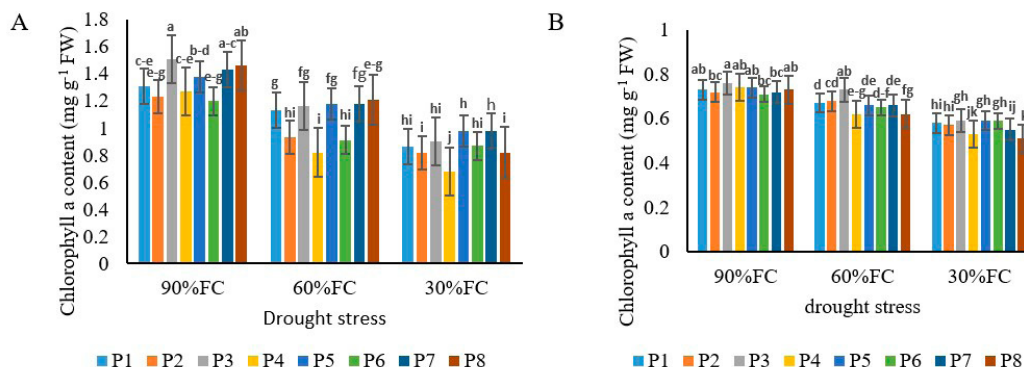 A
Chlorophyll a content (mg g⁻¹ FW)
1.8
1.6
1.4
1.2
1
0.8
0.6
0.4
0.2
0
c-e e-g a c-e b-d e-g a-c ab
g hi fg i fg hi fg e-g
hi i hi j h hi h i
90%FC 60%FC 30%FC
Drought stress
P1 P2 P3 P4 P5 P6 P7 P8
B
Chlorophyll a content (mg g⁻¹ FW)
1
0.8
0.6
0.4
0.2
0
ab bc a ab ab bc bc ab
d cd ab e-g de d-f de fg
hi hi gh jk gh gh ij
90%FC 60%FC 30%FC
drought stress
P1 P2 P3 P4 P5 P6 P7 P8